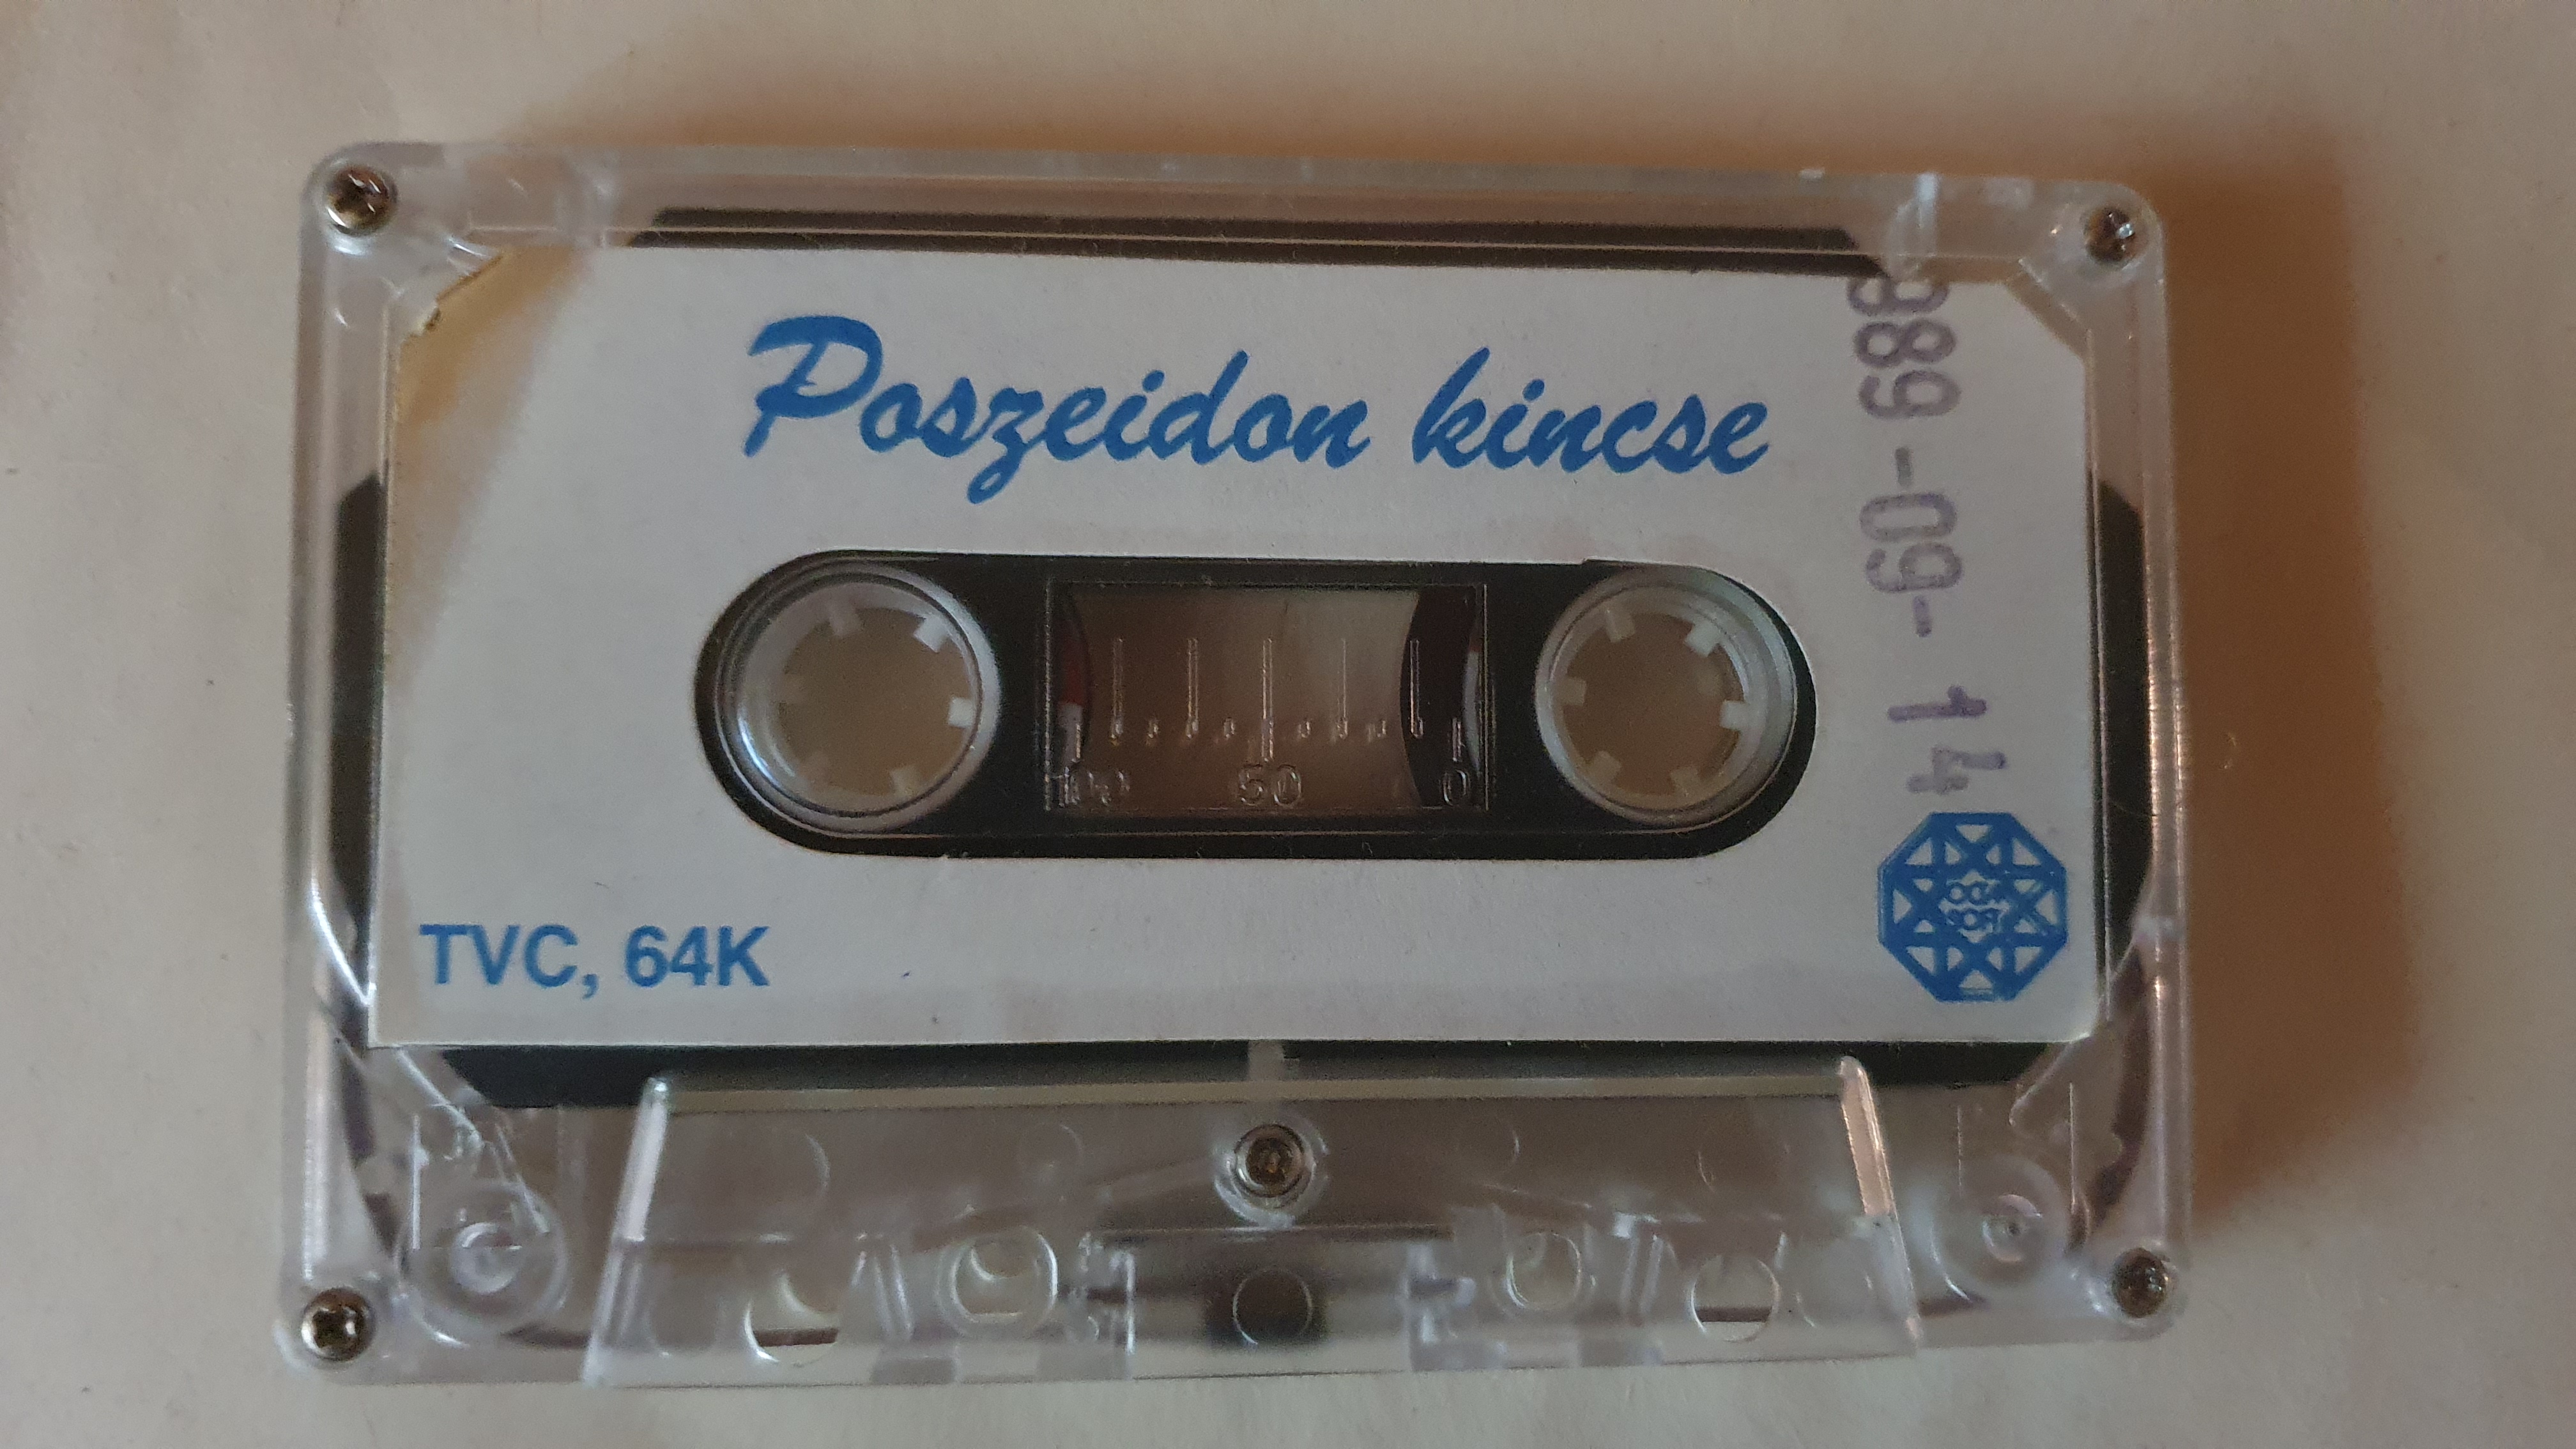 Poszeidon kincse
989 -09- 14
100 50 0
TVC, 64K